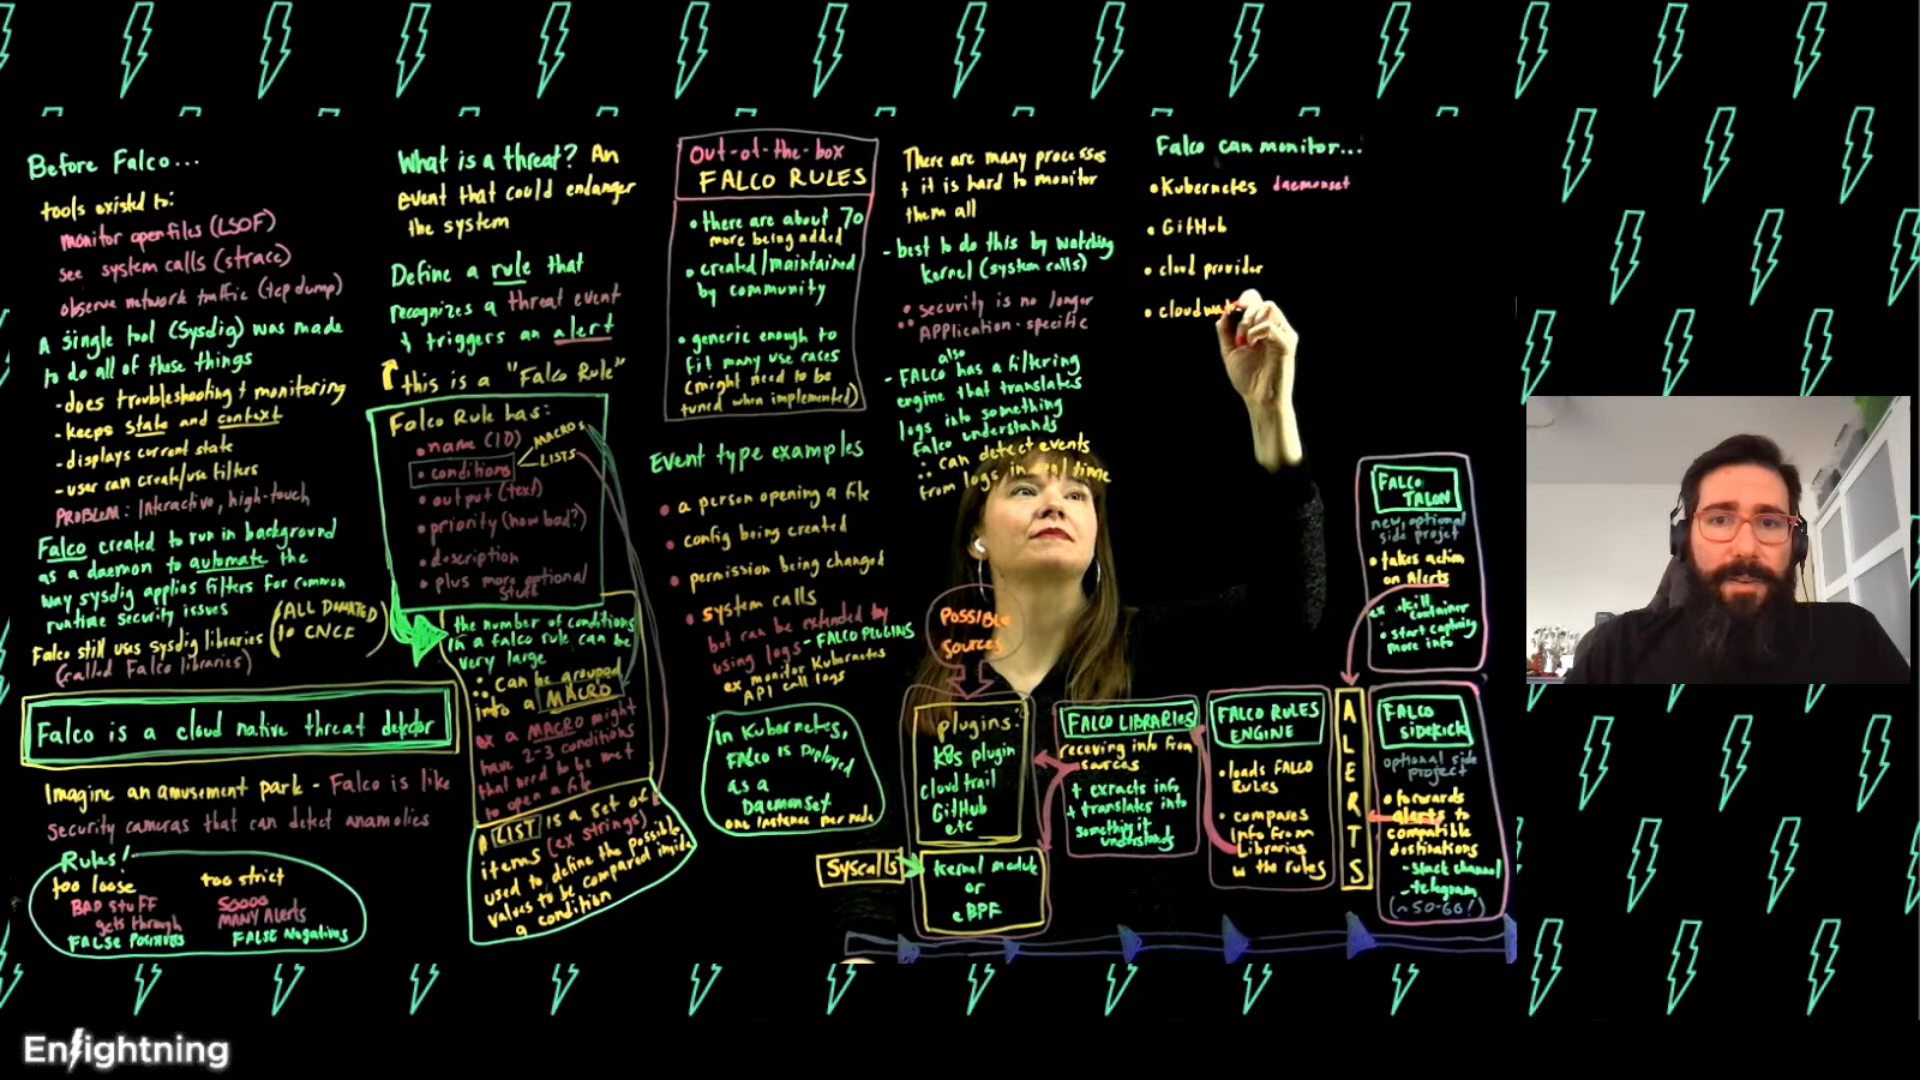 Before Falco...
tools existed to:
monitor open files (LSOF)
see system calls (strace)
observe network traffic (tcp dump)
A single tool (Sysdig) was made
to do all of these things
- does troubleshooting + monitoring
- keeps state and context
- displays current state
- user can create/use filters
PROBLEM: Interactive, high-touch
Falco created to run in background
as a daemon to automate the
way sysdig applies filters for common
runtime security issues
(ALL DONATED
to CNCF)
Falco still uses sysdig libraries
(called Falco libraries)
Falco is a cloud native threat detector
Imagine an amusement park - Falco is like
security cameras that can detect anamolies
Rules!
too loose
BAD STUFF
gets through
FALSE POSITIVES
too strict
SOOOO
MANY Alerts
FALSE Negatives
What is a threat? An
event that could endanger
the system
Define a rule that
recognizes a threat event
+ triggers an alert
this is a "Falco Rule"
Falco Rule has:
• name (ID)
• conditions
- MACROS
- LISTS
• output (text)
• priority (how bad?)
• description
• plus more optional
stuff
the number of conditions
in a falco rule can be
very large
∴ can be grouped
into a MACRO
ex a MACRO might
have 2-3 conditions
that need to be met
to open a file
A LIST is a set of
items (ex strings)
used to define the possible
values to be compared inside
a condition
Out-of-the-box
FALCO RULES
• there are about 70
more being added
• created/maintained
by community
• generic enough to
fit many use cases
(might need to be
tuned when implemented)
Event type examples
• a person opening a file
• config being created
• permission being changed
• system calls
but can be extended by
using logs - FALCO PLUGINS
ex monitor Kubernetes
API call logs
In Kubernetes,
FALCO is Deployed
as a
DaemonSet
one instance per node
There are many processes
+ it is hard to monitor
them all
- best to do this by watching
kernel (system calls)
• security is no longer
APPlication-specific
also
- FALCO has a filtering
engine that translates
logs into something
Falco understands
∴ can detect events
from logs in real time
Falco can monitor...
• Kubernetes daemonset
• GitHub
• cloud provider
POSSIBLE
SOURCES
plugins:
k8s plugin
cloud trail
GitHub
etc
Syscalls
Kernel module
or
eBPF
FALCO LIBRARIES
receving info from
sources
+ exracts info
+ translates into
something it
understands
FALCO RULES
ENGINE
• loads FALCO
RULES
• compares
info from
Libraries
w the rules
ALERTS
FALCO
TALON
new, optional
side projet
• takes action
on Alerts
ex • kill
container
• start capturing
more info
FALCO
SIDEKICK
optional side
project
• forwards
alerts to
compatible
destinations
- slack channel
- telegram
(~50-60!)
Enlightning